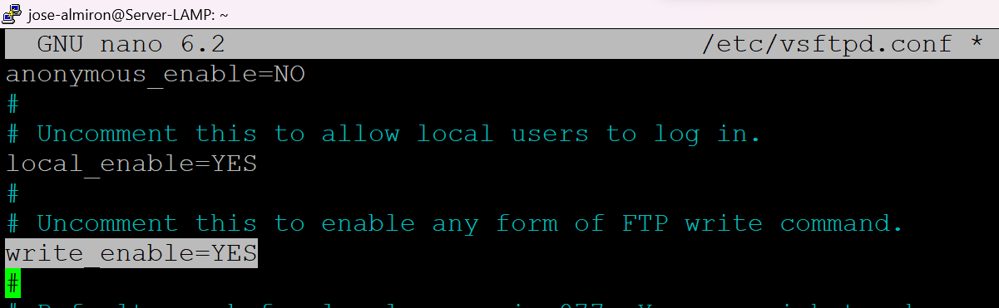 jose-almiron@Server-LAMP: ~
GNU nano 6.2 /etc/vsftpd.conf *
anonymous_enable=NO
#
# Uncomment this to allow local users to log in.
local_enable=YES
#
# Uncomment this to enable any form of FTP write command.
write_enable=YES
#